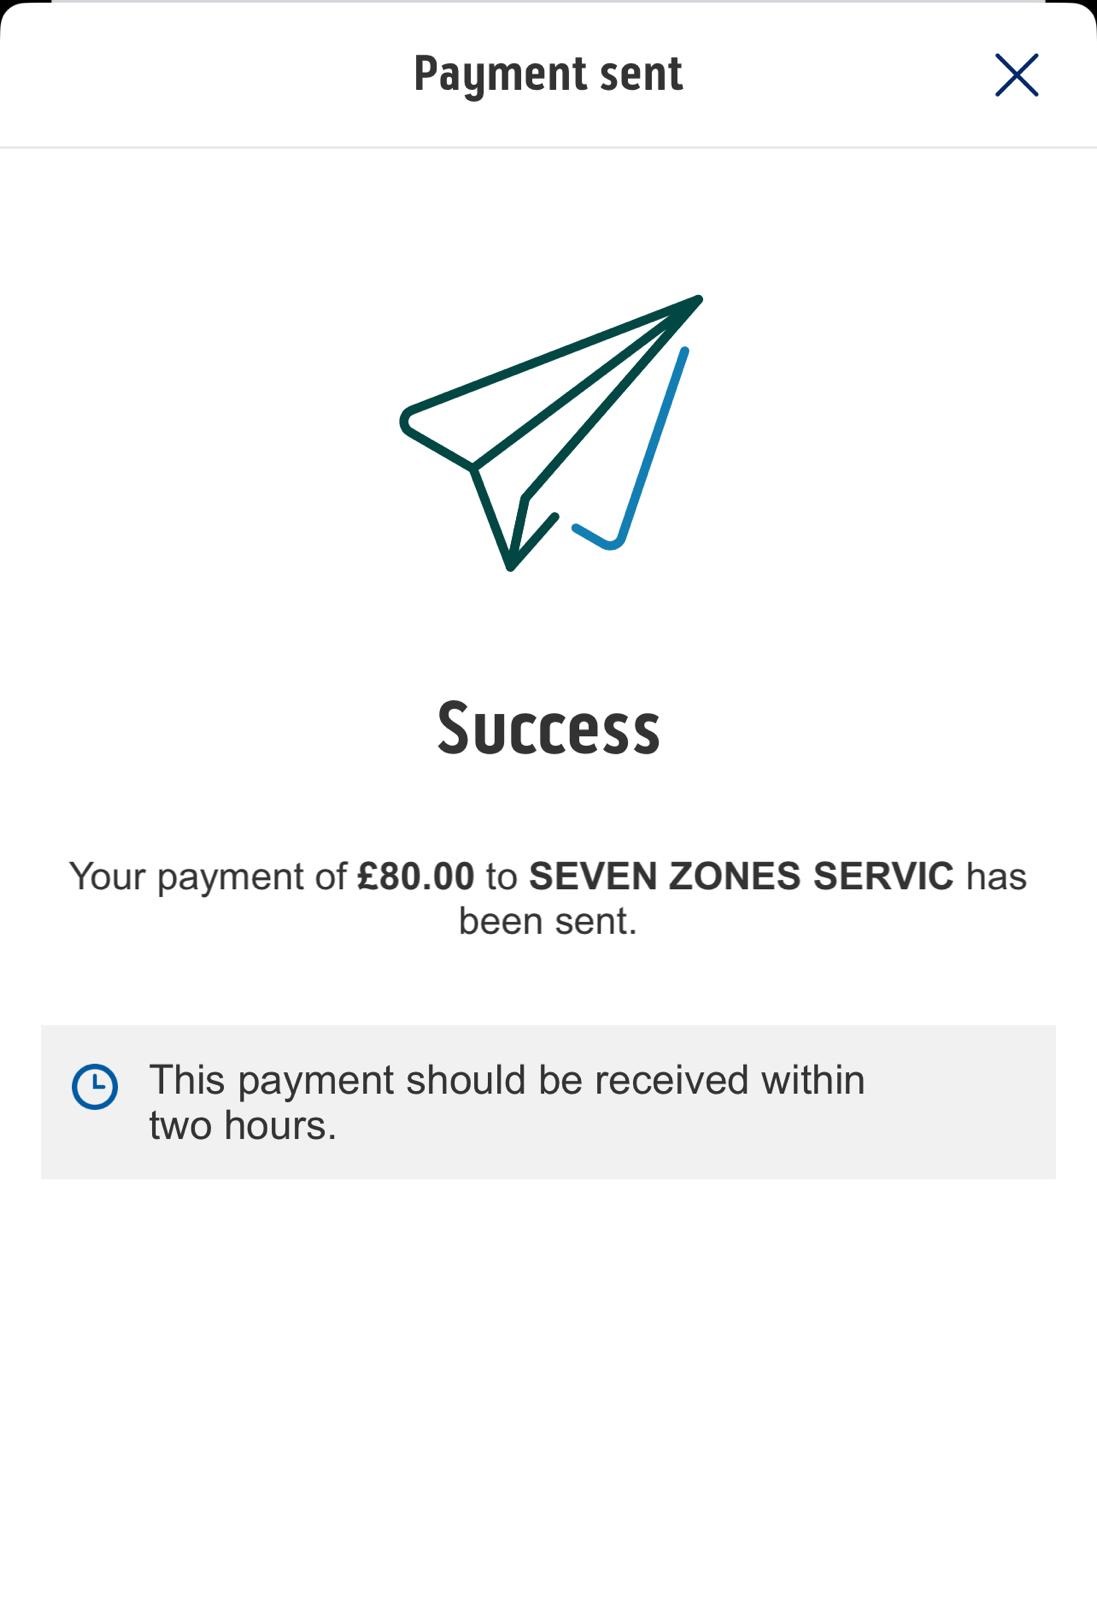 Payment sent
Success
Your payment of £80.00 to SEVEN ZONES SERVIC has
been sent.
This payment should be received within
two hours.